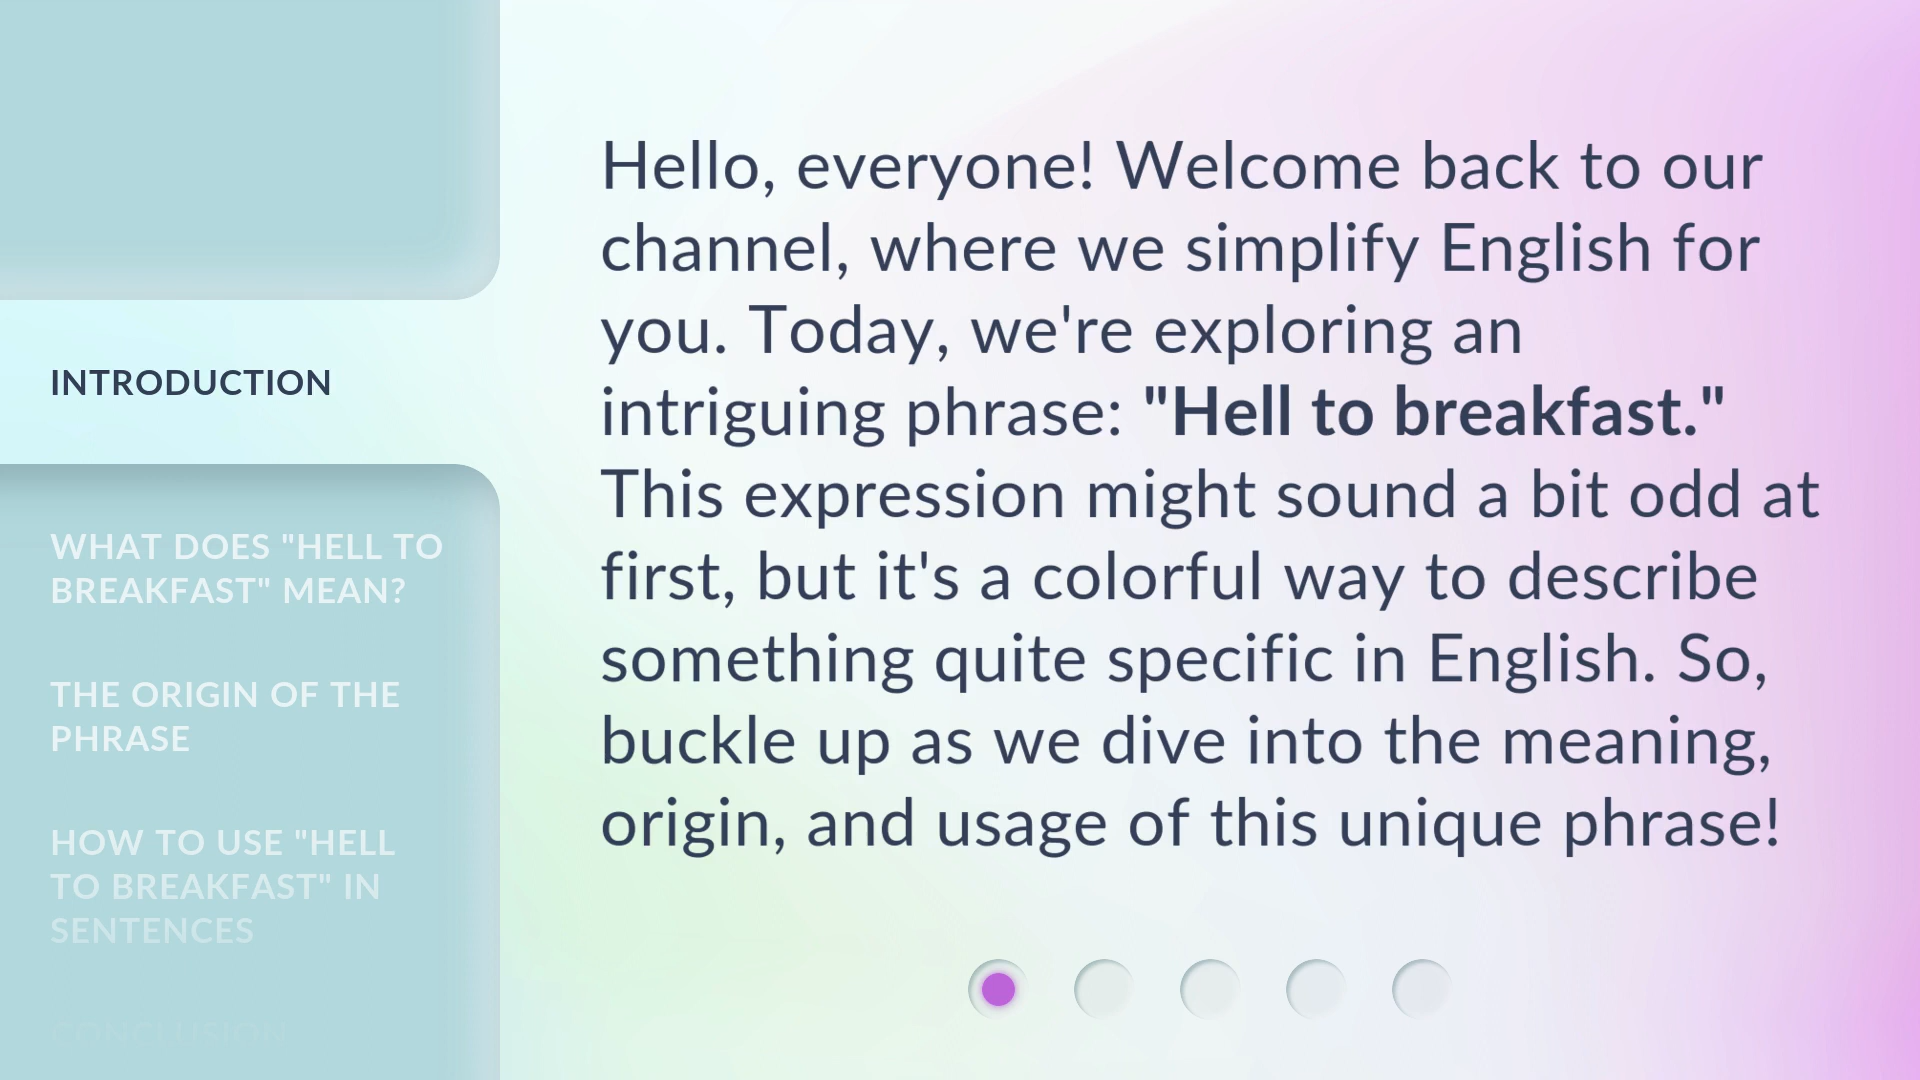 INTRODUCTION
WHAT DOES "HELL TO
BREAKFAST" MEAN?
THE ORIGIN OF THE
PHRASE
HOW TO USE "HELL
TO BREAKFAST" IN
SENTENCES
CONCLUSION
Hello, everyone! Welcome back to our
channel, where we simplify English for
you. Today, we're exploring an
intriguing phrase: "Hell to breakfast."
This expression might sound a bit odd at
first, but it's a colorful way to describe
something quite specific in English. So,
buckle up as we dive into the meaning,
origin, and usage of this unique phrase!